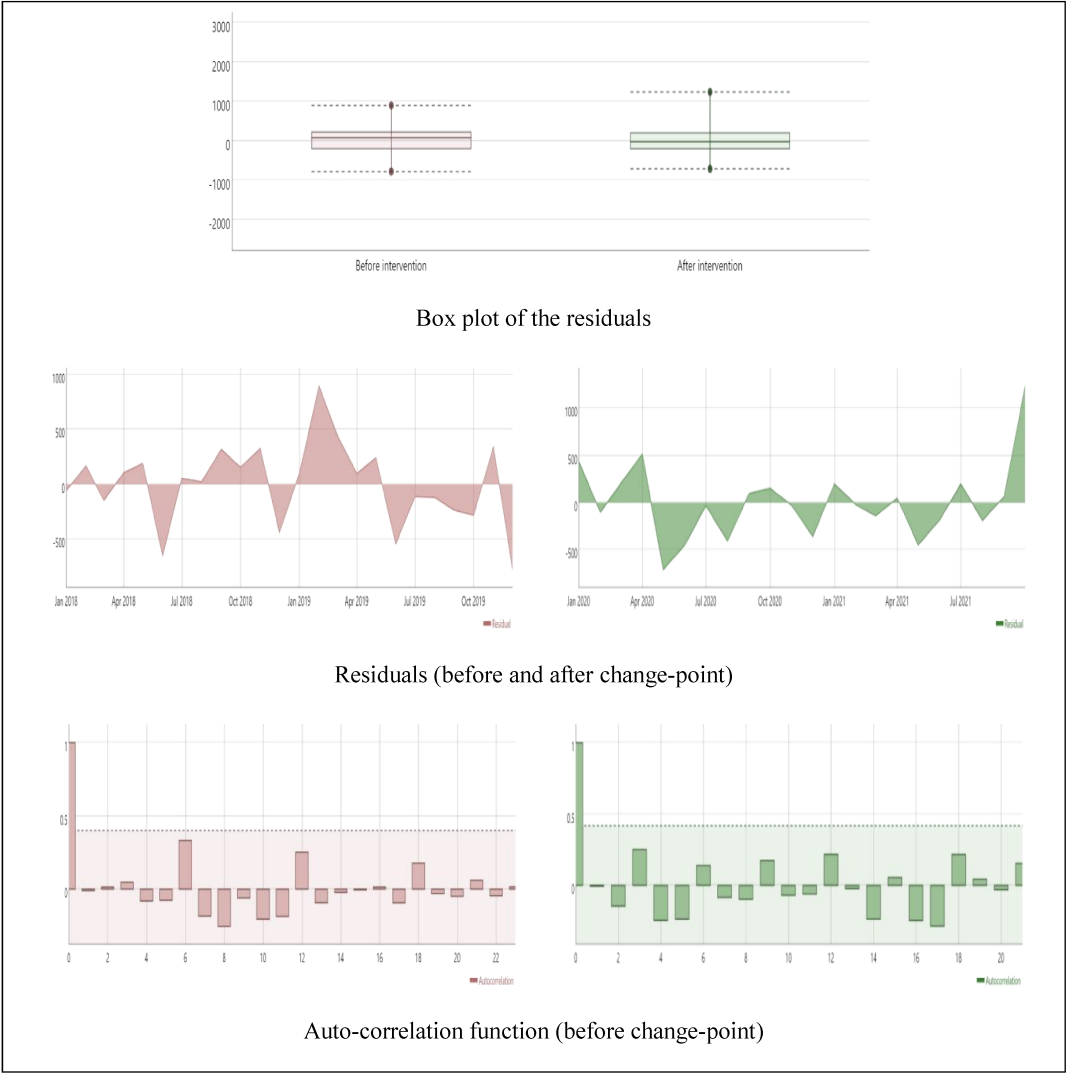 3000
2000
1000
0
-1000
-2000
Before intervention After intervention
Box plot of the residuals
1000
500
0
-500
Jan 2018 Apr 2018 Jul 2018 Oct 2018 Jan 2019 Apr 2019 Jul 2019 Oct 2019
Residual
1000
500
0
-500
Jan 2020 Apr 2020 Jul 2020 Oct 2020 Jan 2021 Apr 2021 Jul 2021
Residual
Residuals (before and after change-point)
1
0.5
0
0 2 4 6 8 10 12 14 16 18 20 22
Autocorrelation
1
0.5
0
0 2 4 6 8 10 12 14 16 18 20
Autocorrelation
Auto-correlation function (before change-point)